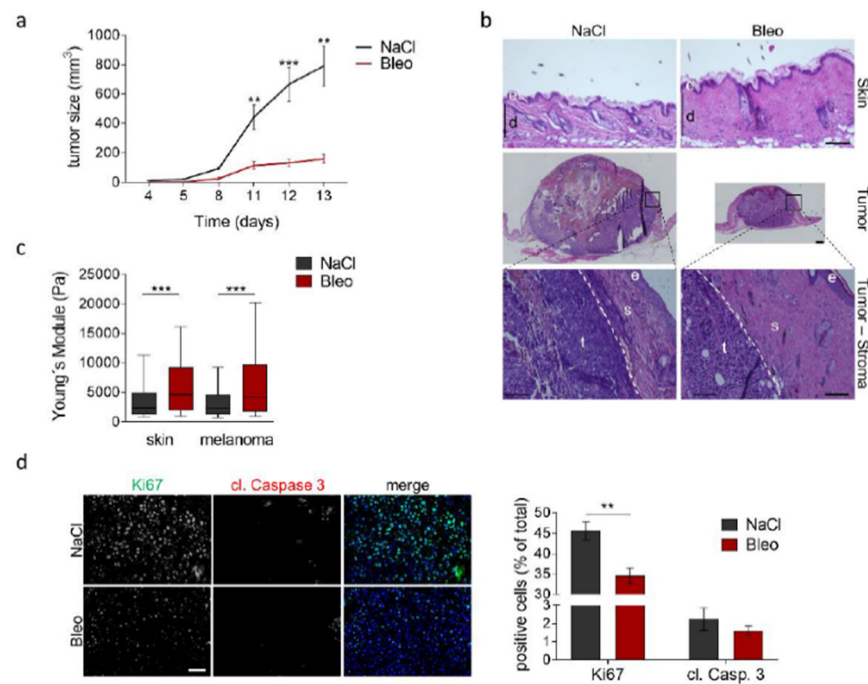 a
tumor size (mm³)
1000
800
600
400
200
0
4 5 8 11 12 13
Time (days)
** *** **
NaCl
Bleo
b
NaCl Bleo
e
d
e
d
Skin
Tumor
t s e
t s e
Tumor – Stroma
c
Young´s Module (Pa)
25000
20000
15000
10000
5000
0
*** ***
skin melanoma
NaCl
Bleo
d
Ki67 cl. Caspase 3 merge
NaCl
Bleo
positive cells (% of total)
50
45
40
35
30
3
2
1
0
**
Ki67 cl. Casp. 3
NaCl
Bleo